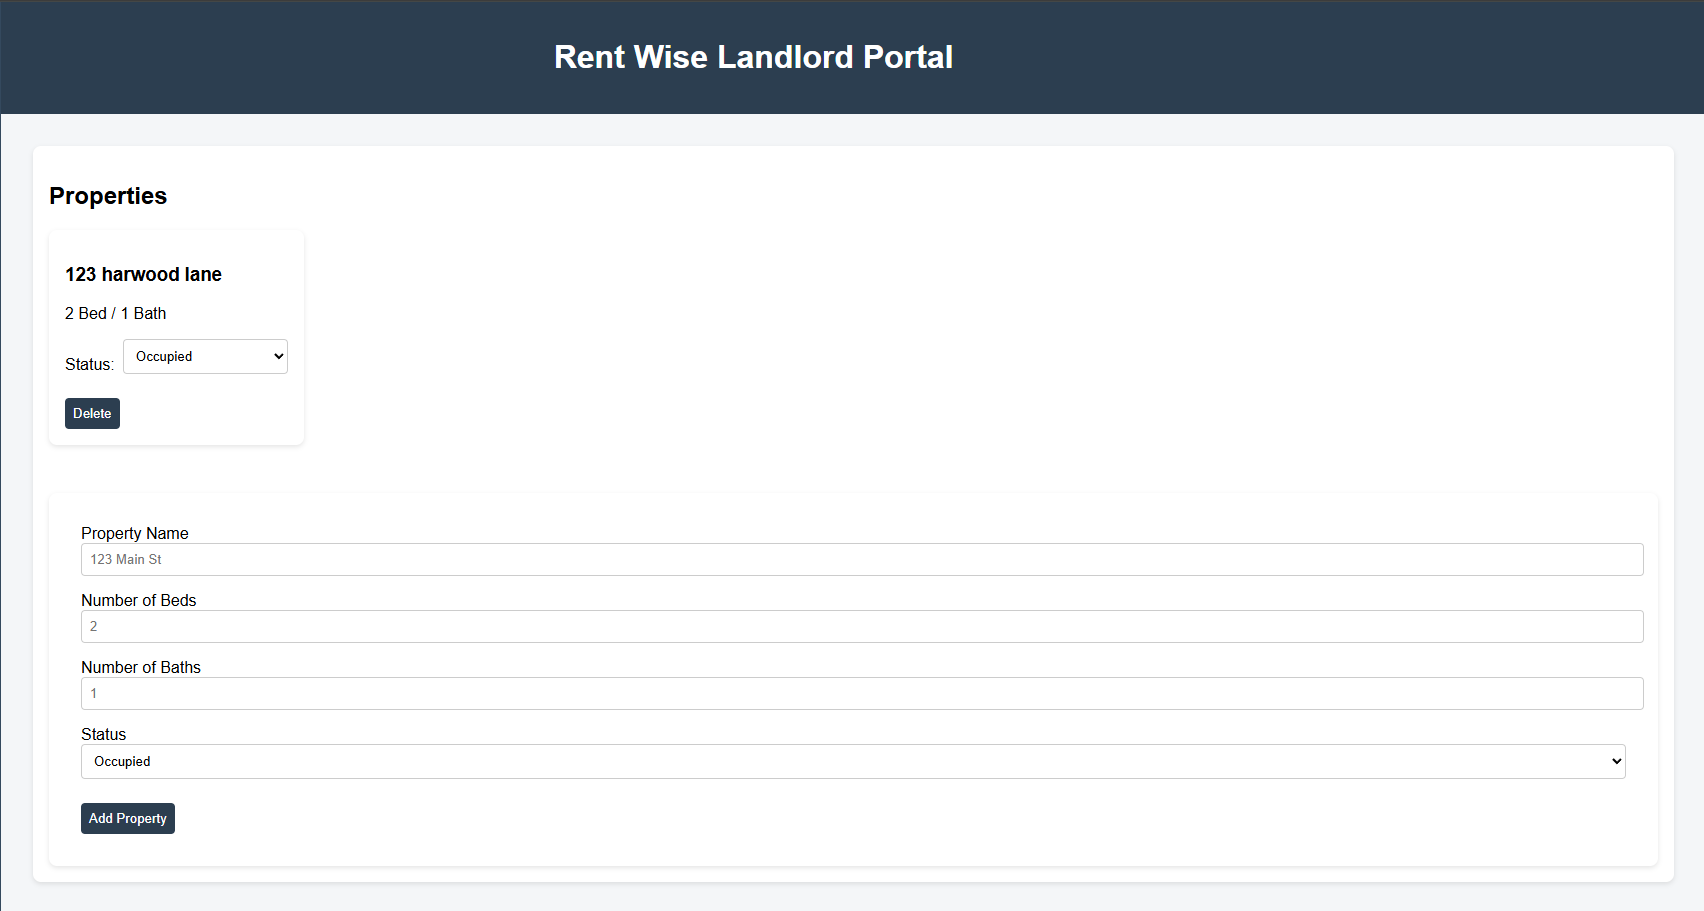 Rent Wise Landlord Portal
Properties
123 harwood lane
2 Bed / 1 Bath
Status: Occupied
Delete
Property Name
123 Main St
Number of Beds
2
Number of Baths
1
Status
Occupied
Add Property